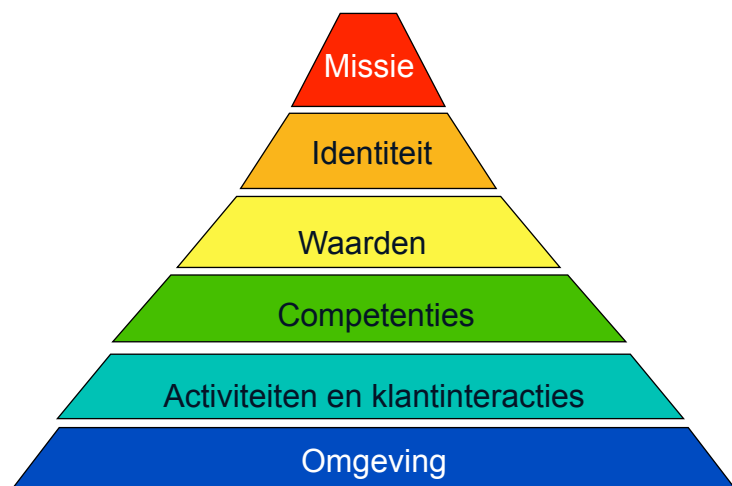 Missie
Identiteit
Waarden
Competenties
Activiteiten en klantinteracties
Omgeving